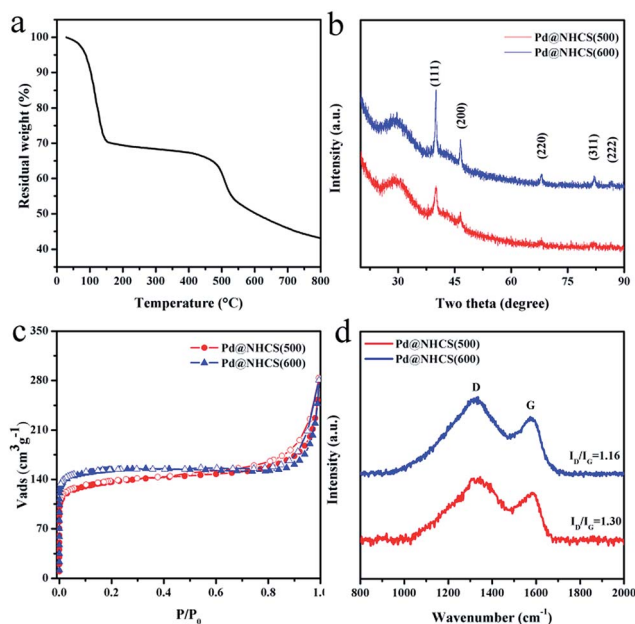 a
100
90
80
70
60
50
40
Residual weight (%)
0 100 200 300 400 500 600 700 800
Temperature (°C)
b
Pd@NHCS(500)
Pd@NHCS(600)
(111)
(200)
(220)
(311)
(222)
Intensity (a.u.)
30 45 60 75 90
Two theta (degree)
c
350
280
210
140
70
0
Pd@NHCS(500)
Pd@NHCS(600)
Vads (cm³g⁻¹)
0.0 0.2 0.4 0.6 0.8 1.0
P/P₀
d
Pd@NHCS(500)
Pd@NHCS(600)
D
G
I_D/I_G=1.16
I_D/I_G=1.30
Intensity (a.u.)
800 1000 1200 1400 1600 1800 2000
Wavenumber (cm⁻¹)